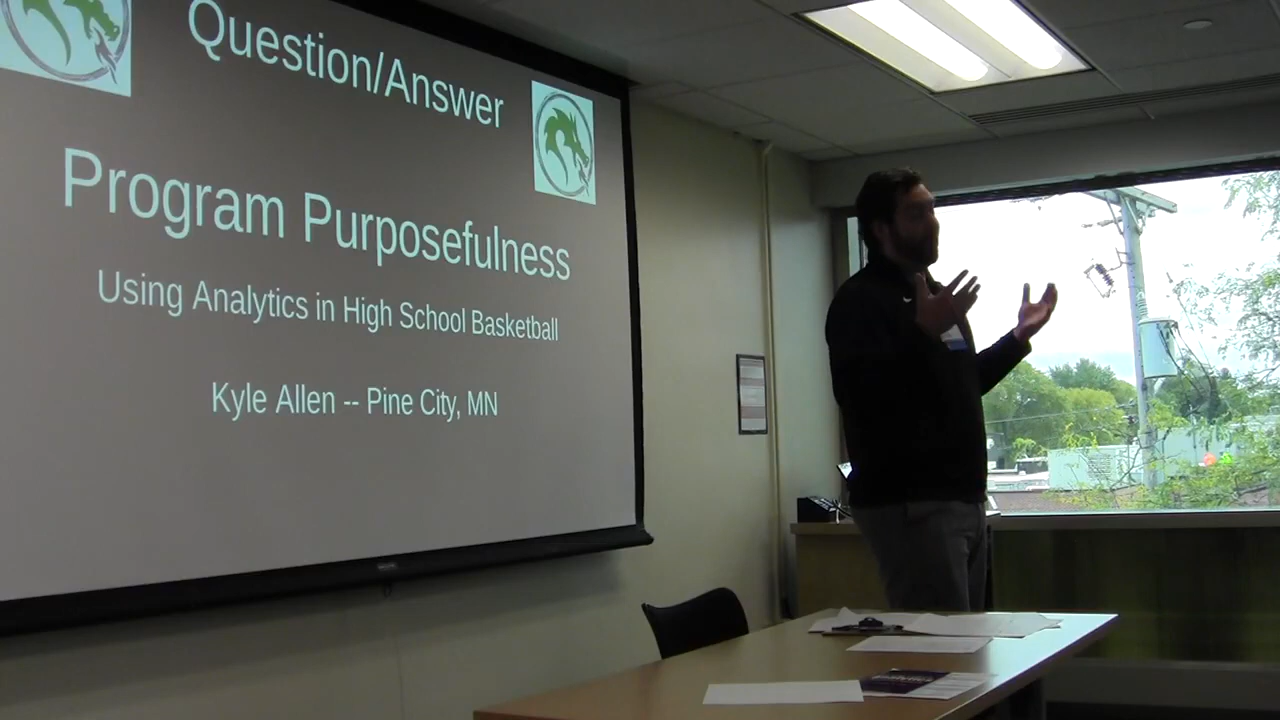 Question/Answer
Program Purposefulness
Using Analytics in High School Basketball
Kyle Allen -- Pine City, MN